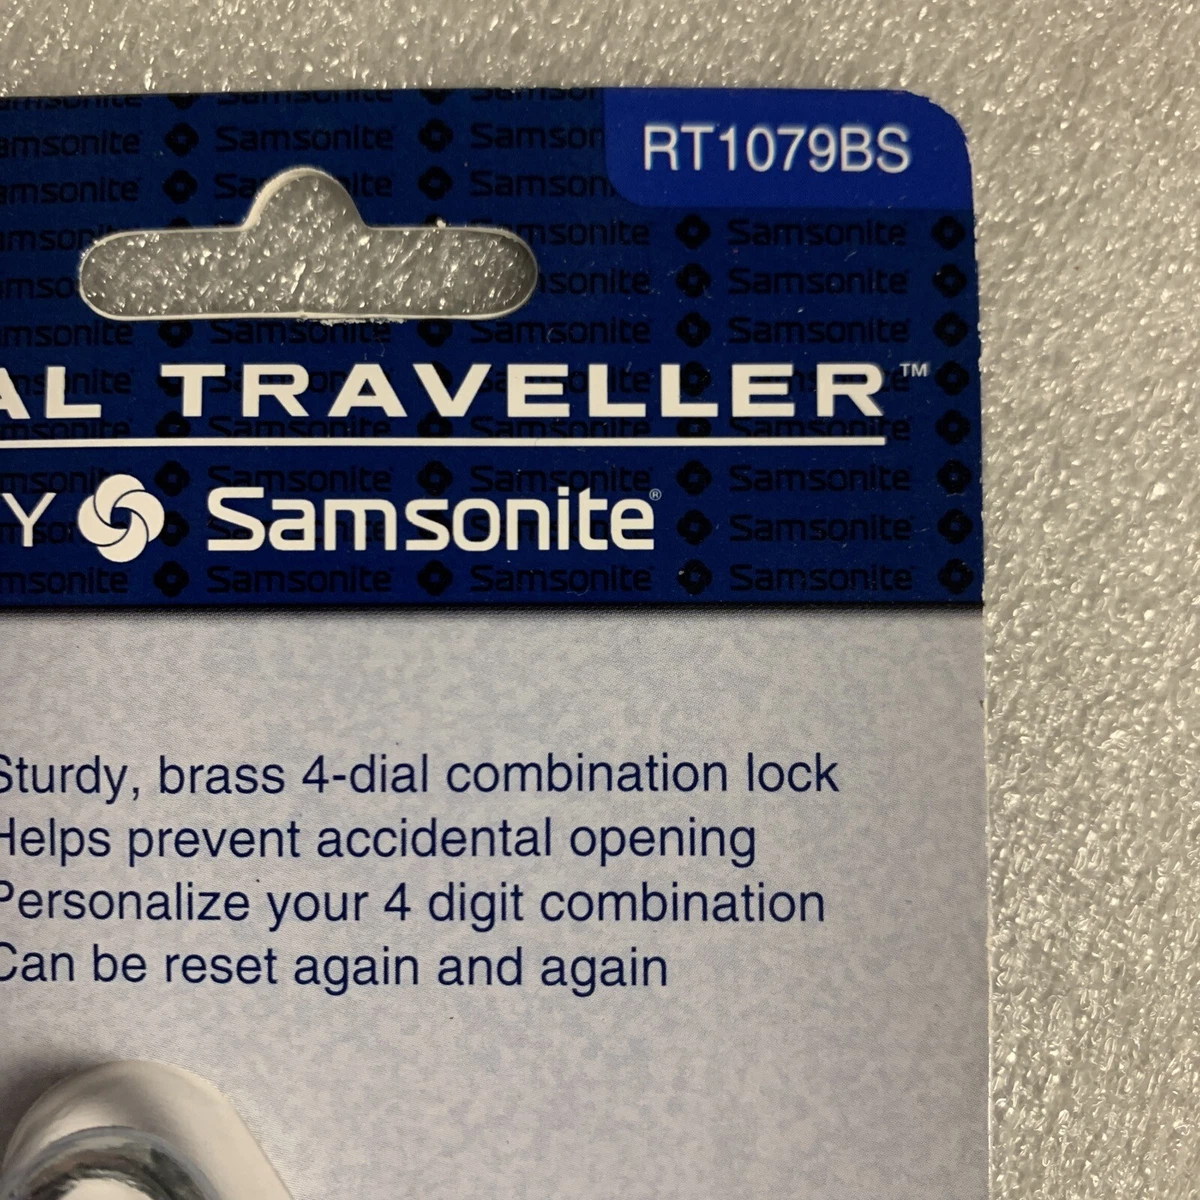 RT1079BS
AL TRAVELLER™
Y Samsonite®
Sturdy, brass 4-dial combination lock
Helps prevent accidental opening
Personalize your 4 digit combination
Can be reset again and again